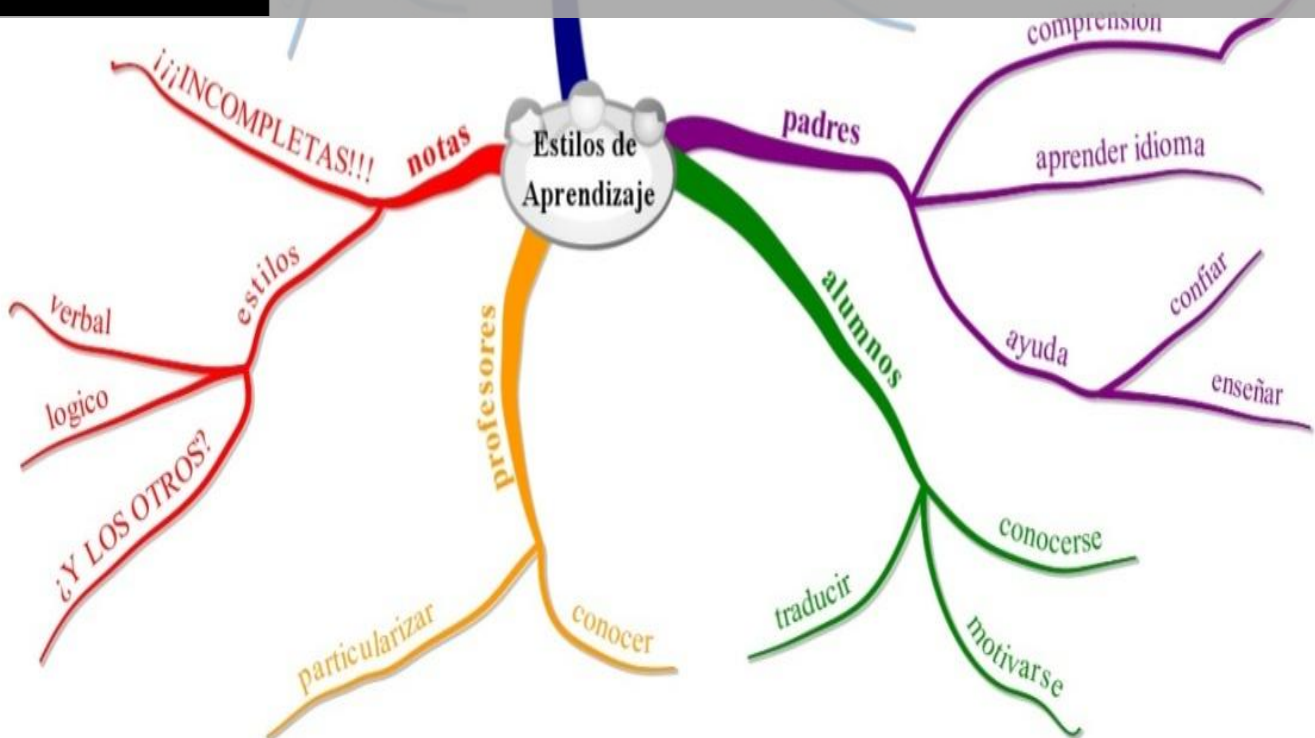 Estilos de
Aprendizaje
notas
¡¡¡INCOMPLETAS!!!
estilos
verbal
logico
¿Y LOS OTROS?
profesores
particularizar
conocer
alumnos
traducir
motivarse
conocerse
padres
comprension
aprender idioma
ayuda
confiar
enseñar